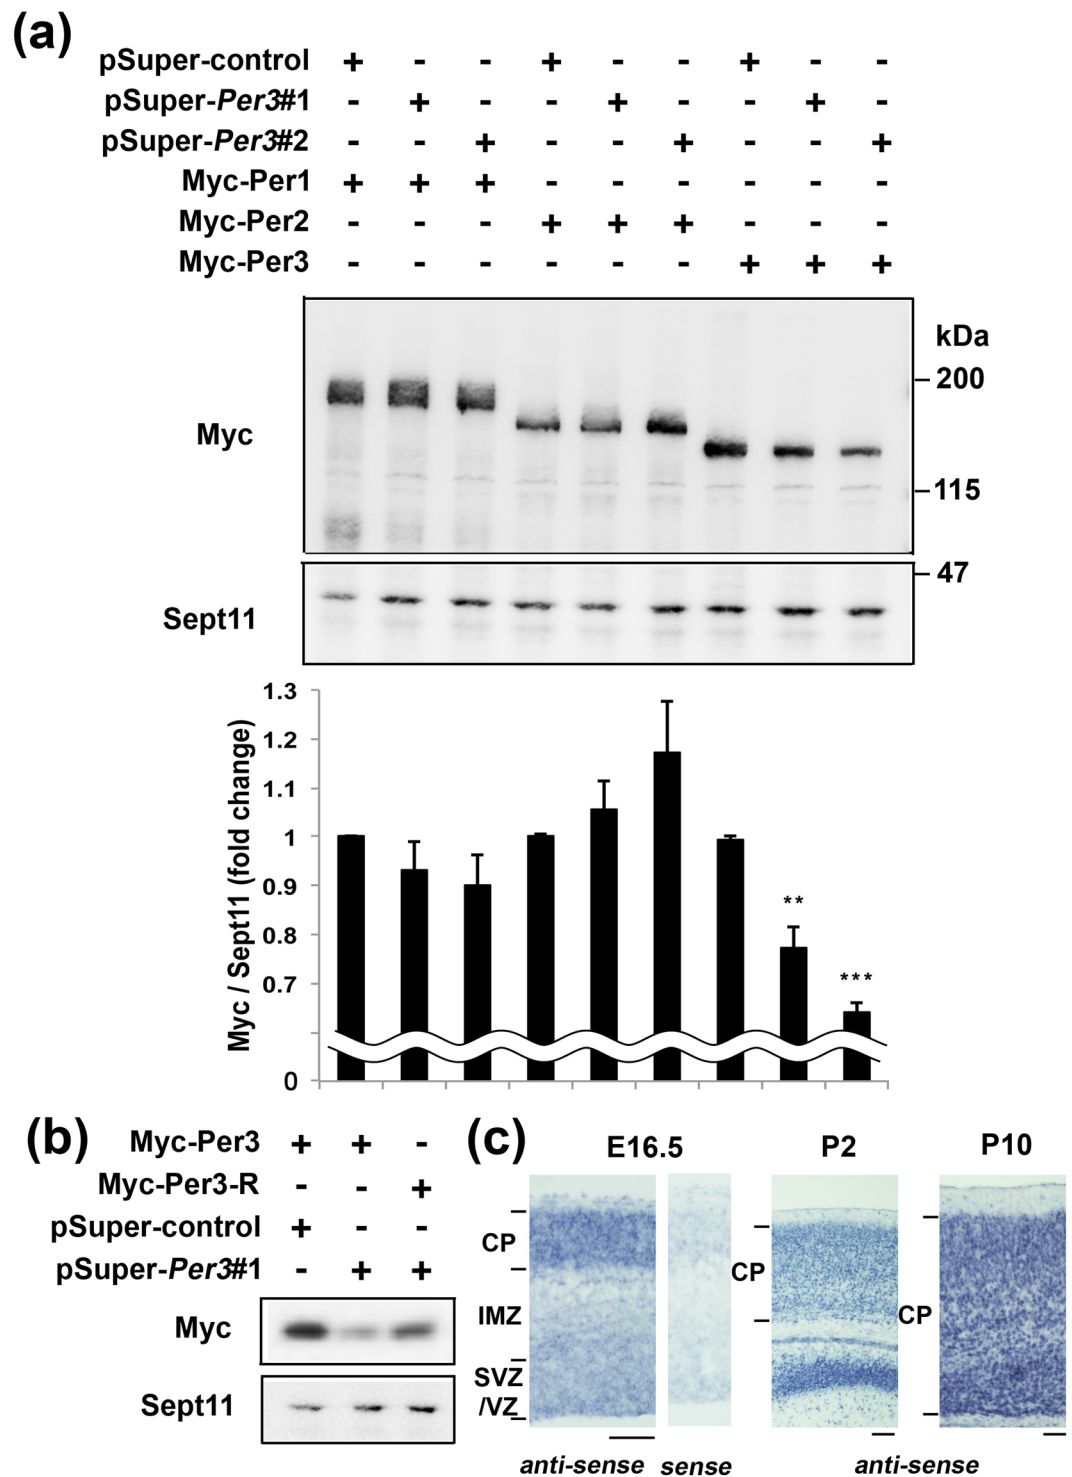 (a)
pSuper-control + - - + - - + - -
pSuper-Per3#1 - + - - + - - + -
pSuper-Per3#2 - - + - - + - - +
Myc-Per1 + + + - - - - - -
Myc-Per2 - - - + + + - - -
Myc-Per3 - - - - - - + + +
kDa
200
Myc
115
47
Sept11
Myc / Sept11 (fold change)
1.3
1.2
1.1
1
0.9
0.8
0.7
0
**
***
(b)
Myc-Per3 + + -
Myc-Per3-R - - +
pSuper-control + - -
pSuper-Per3#1 - + +
Myc
Sept11
(c)
E16.5 P2 P10
CP
IMZ
SVZ
/VZ
CP
CP
anti-sense sense anti-sense